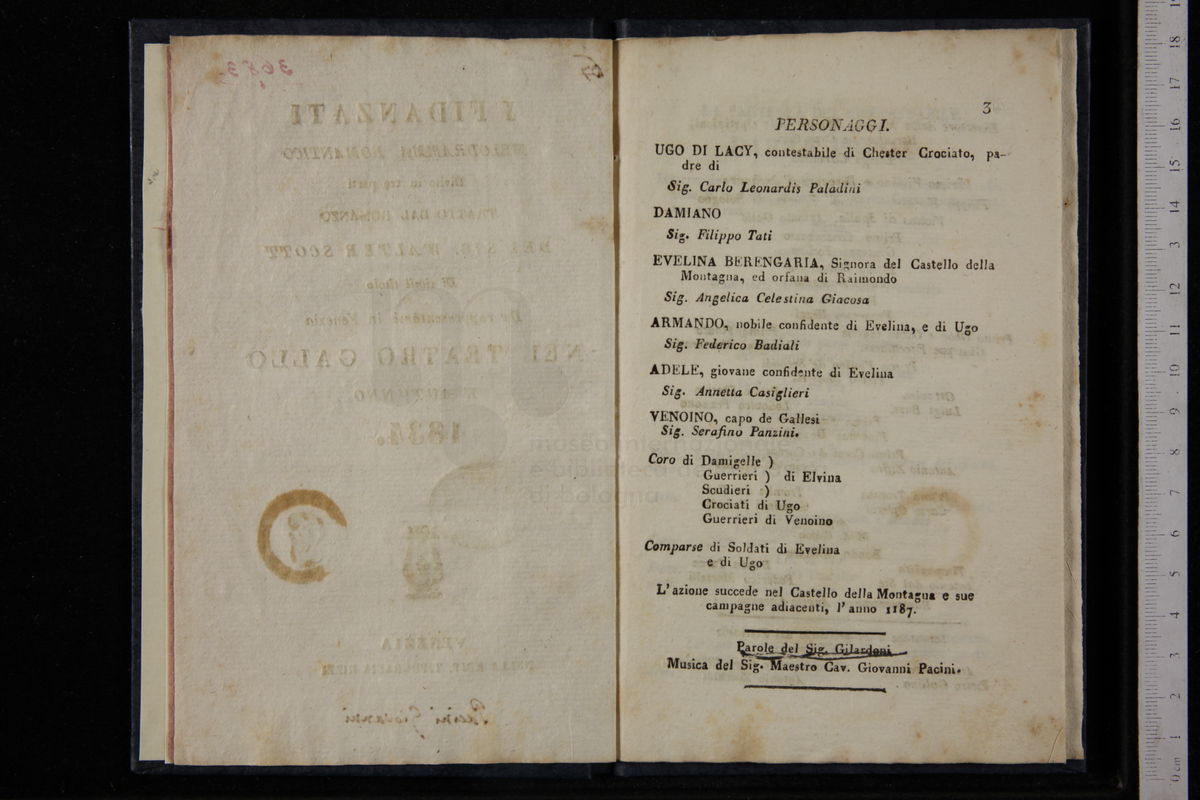 3
PERSONAGGI.
UGO DI LACY, contestabile di Chester Crociato, pa-
dre di
Sig. Carlo Leonardis Paladini
DAMIANO
Sig. Filippo Tati
EVELINA BERENGARIA, Signora del Castello della
Montagna, ed orfana di Raimondo
Sig. Angelica Celestina Giacosa
ARMANDO, nobile confidente di Evelina, e di Ugo
Sig. Federico Badiali
ADELE, giovane confidente di Evelina
Sig. Annetta Casiglieri
VENOINO, capo de Gallesi
Sig. Serafino Panzini.
Coro di Damigelle )
Guerrieri ) di Elvina
Scudieri )
Crociati di Ugo
Guerrieri di Venoino
Comparse di Soldati di Evelina
e di Ugo
L'azione succede nel Castello della Montagna e sue
campagne adiacenti, l'anno 1187.
Parole del Sig. Gilardoni
Musica del Sig. Maestro Cav. Giovanni Pacini.